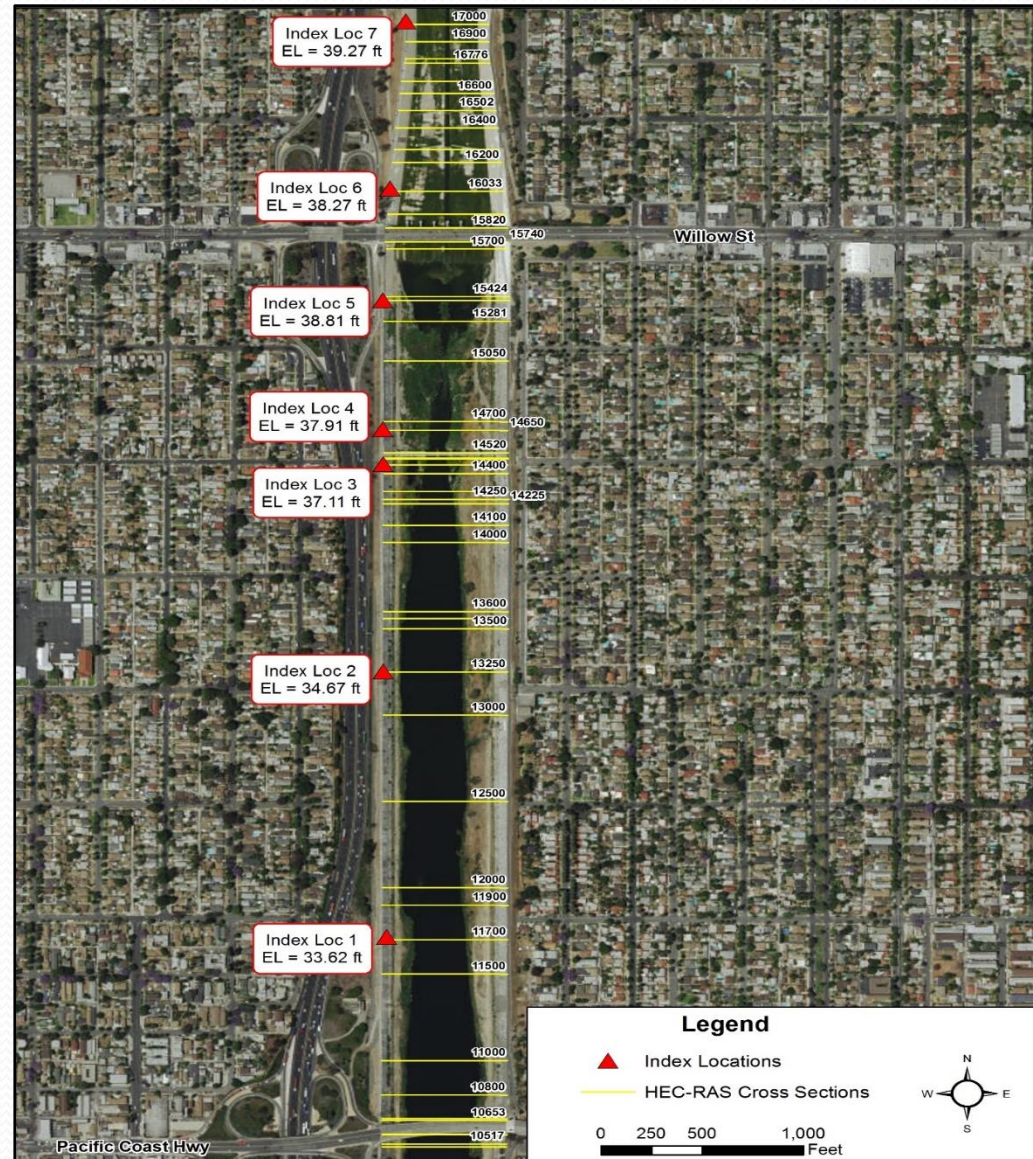 Index Loc 7
EL = 39.27 ft
17000
16900
16776
16600
16502
16400
16200
Index Loc 6
EL = 38.27 ft
16033
15820
15740
Willow St
15700
15424
Index Loc 5
EL = 38.81 ft
15281
15050
Index Loc 4
EL = 37.91 ft
14700
14650
14520
14400
Index Loc 3
EL = 37.11 ft
14250
14225
14100
14000
13600
13500
Index Loc 2
EL = 34.67 ft
13250
13000
12500
12000
11900
Index Loc 1
EL = 33.62 ft
11700
11500
11000
10800
10653
10517
Pacific Coast Hwy
Legend
Index Locations
HEC-RAS Cross Sections
N
W
E
S
0 250 500 1,000
Feet